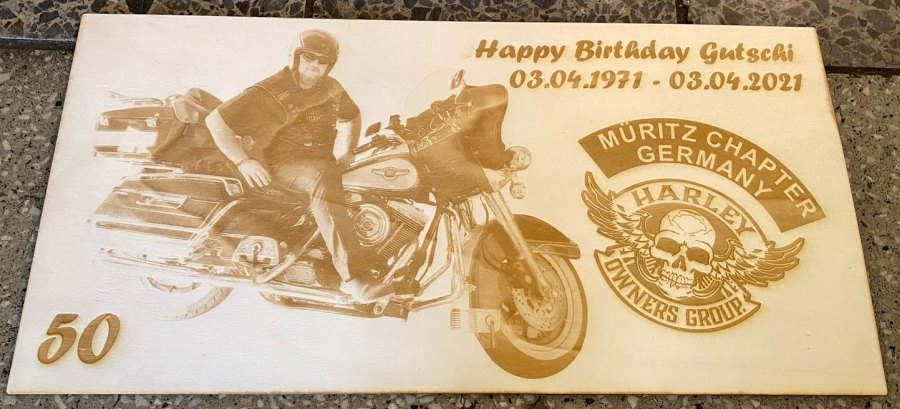 Happy Birthday Gutschi
03.04.1971 - 03.04.2021
MÜRITZ CHAPTER
GERMANY
HARLEY
OWNERS GROUP
50